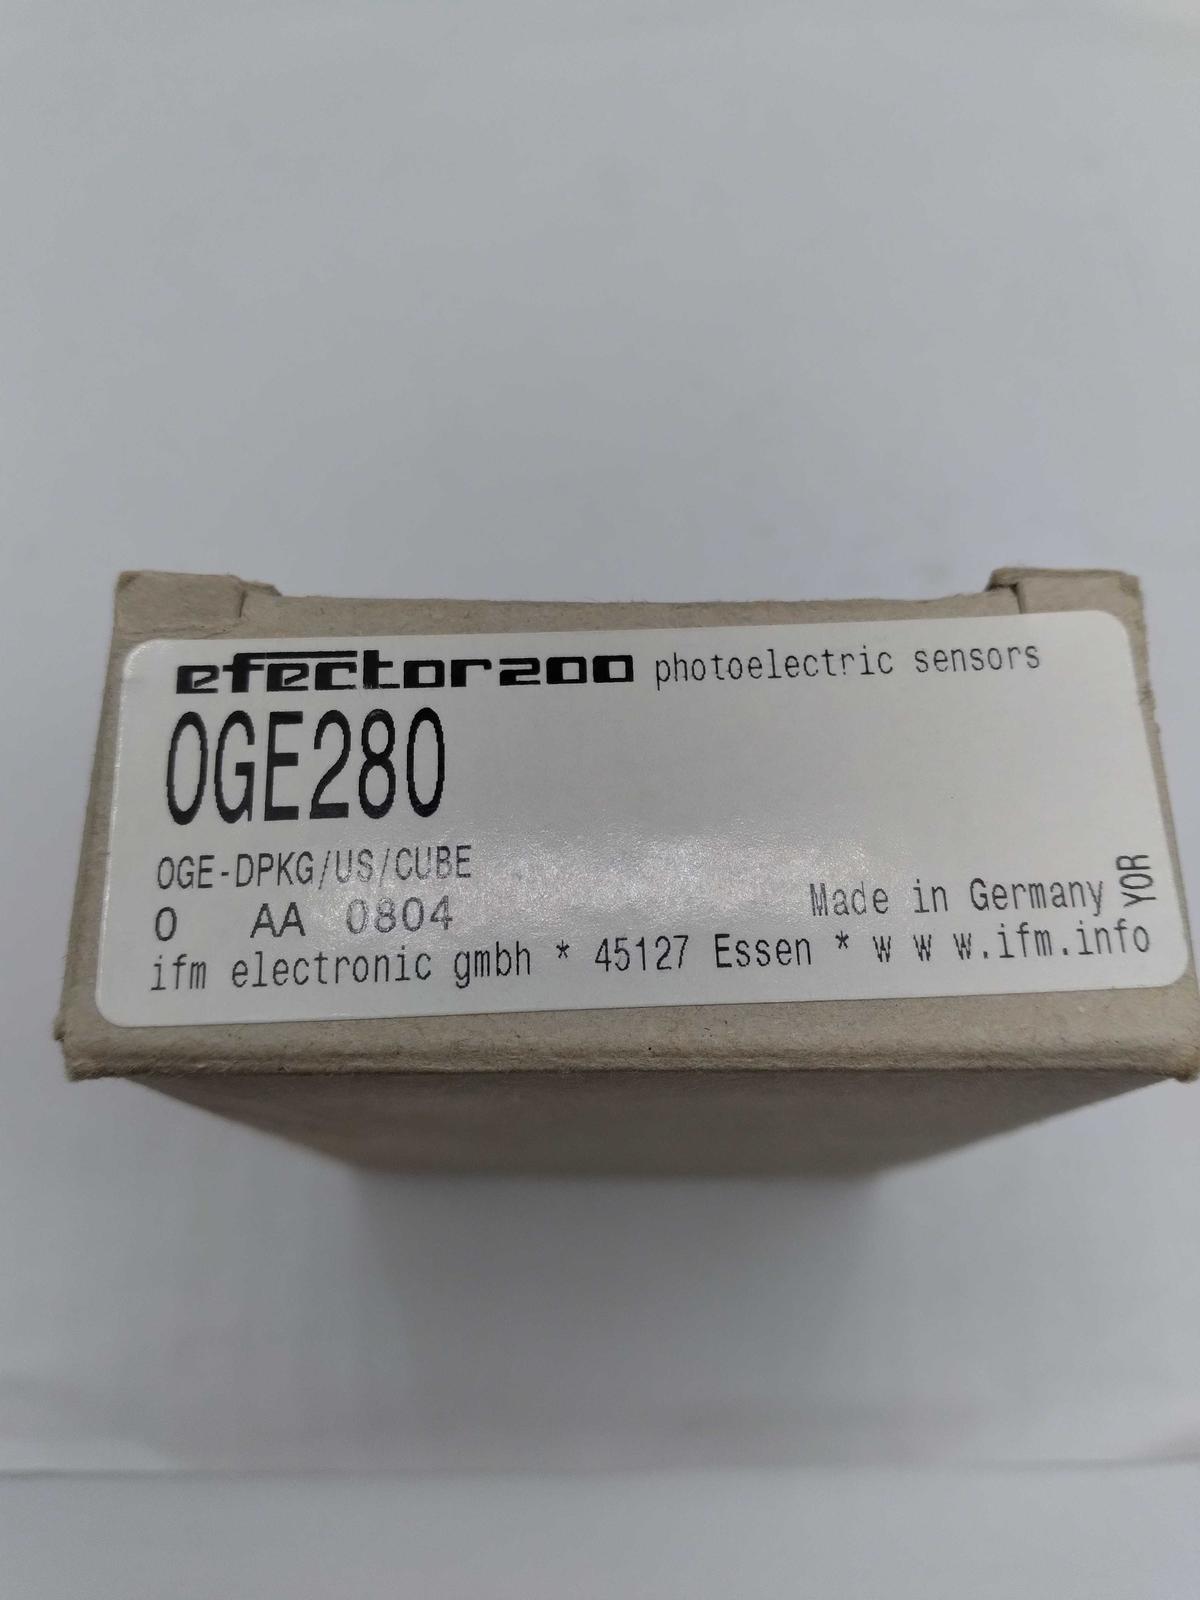 efector200 photoelectric sensors
OGE280
OGE-DPKG/US/CUBE
O AA 0804
Made in Germany
YOR
ifm electronic gmbh * 45127 Essen * w w w.ifm.info